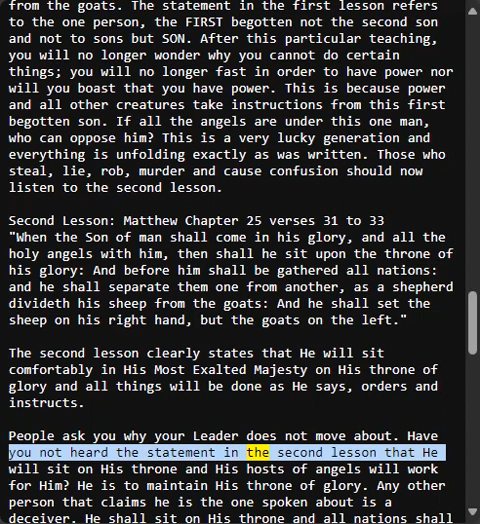 from the goats. The statement in the first lesson refers
to the one person, the FIRST begotten not the second son
and not to sons but SON. After this particular teaching,
you will no longer wonder why you cannot do certain
things; you will no longer fast in order to have power nor
will you boast that you have power. This is because power
and all other creatures take instructions from this first
begotten son. If all the angels are under this one man,
who can oppose him? This is a very lucky generation and
everything is unfolding exactly as was written. Those who
steal, lie, rob, murder and cause confusion should now
listen to the second lesson.
Second Lesson: Matthew Chapter 25 verses 31 to 33
"When the Son of man shall come in his glory, and all the
holy angels with him, then shall he sit upon the throne of
his glory: And before him shall be gathered all nations:
and he shall separate them one from another, as a shepherd
divideth his sheep from the goats: And he shall set the
sheep on his right hand, but the goats on the left."
The second lesson clearly states that He will sit
comfortably in His Most Exalted Majesty on His throne of
glory and all things will be done as He says, orders and
instructs.
People ask you why your Leader does not move about. Have
you not heard the statement in the second lesson that He
will sit on His throne and His hosts of angels will work
for Him? He is to maintain His throne of glory. Any other
person that claims he is the one spoken about is a
deceiver. He shall sit on His throne and all nations shall